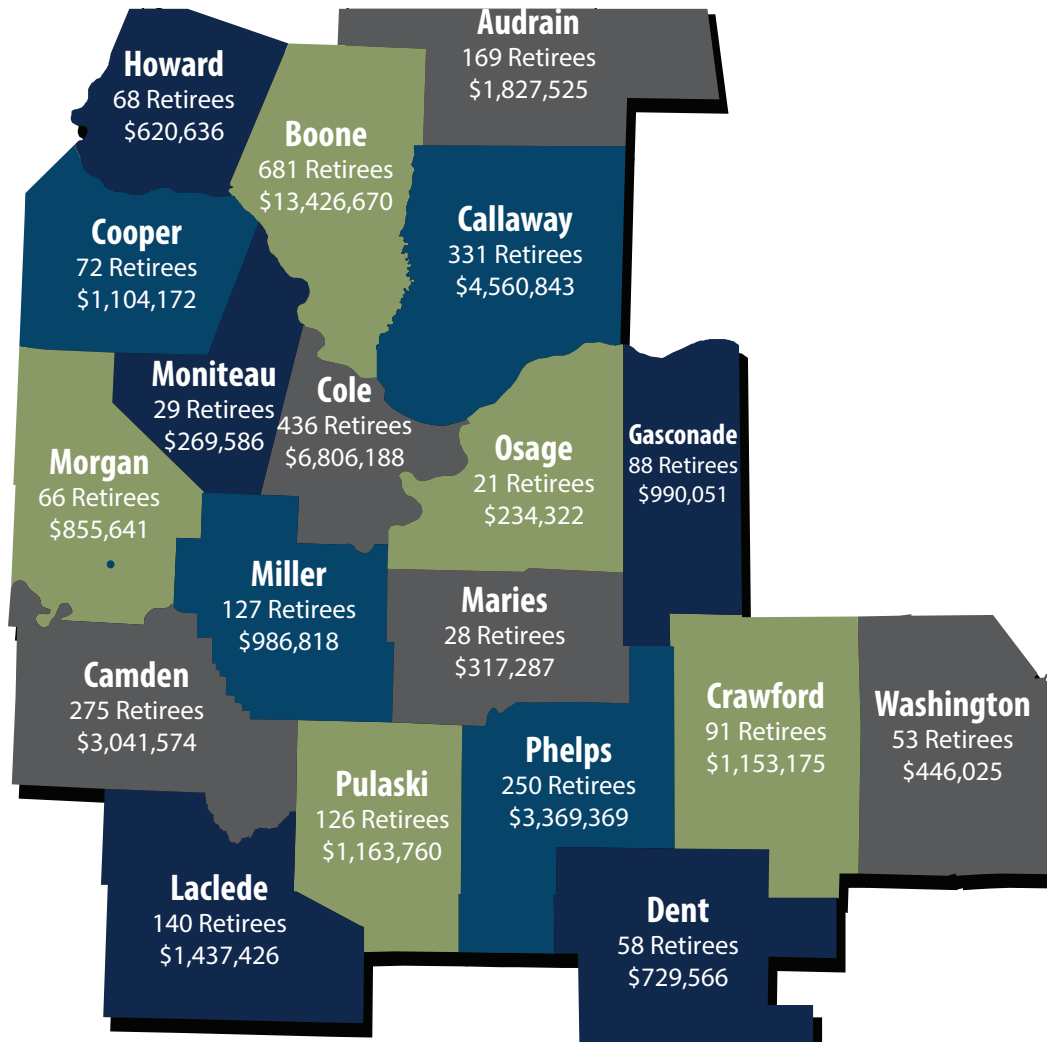 Audrain
169 Retirees
$1,827,525
Howard
68 Retirees
$620,636
Boone
681 Retirees
$13,426,670
Callaway
331 Retirees
$4,560,843
Cooper
72 Retirees
$1,104,172
Moniteau
29 Retirees
$269,586
Cole
436 Retirees
$6,806,188
Osage
21 Retirees
$234,322
Gasconade
88 Retirees
$990,051
Morgan
66 Retirees
$855,641
Miller
127 Retirees
$986,818
Maries
28 Retirees
$317,287
Camden
275 Retirees
$3,041,574
Crawford
91 Retirees
$1,153,175
Washington
53 Retirees
$446,025
Phelps
250 Retirees
$3,369,369
Pulaski
126 Retirees
$1,163,760
Laclede
140 Retirees
$1,437,426
Dent
58 Retirees
$729,566